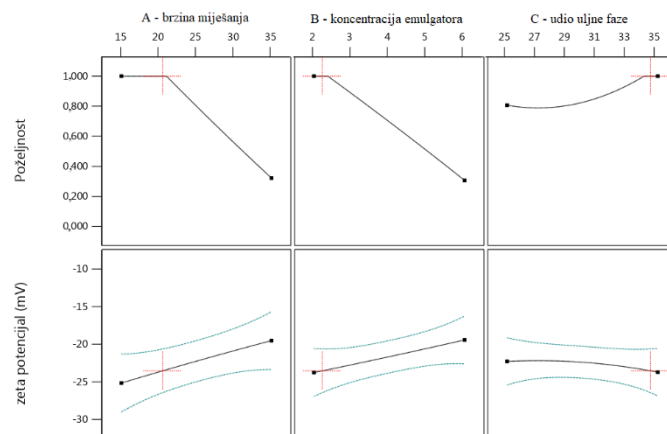 A - brzina miješanja
B - koncentracija emulgatora
C - udio uljne faze
15 20 25 30 35
2 3 4 5 6
25 27 29 31 33 35
Poželjnost
1,000
0,800
0,600
0,400
0,200
0,000
zeta potencijal (mV)
-10
-15
-20
-25
-30